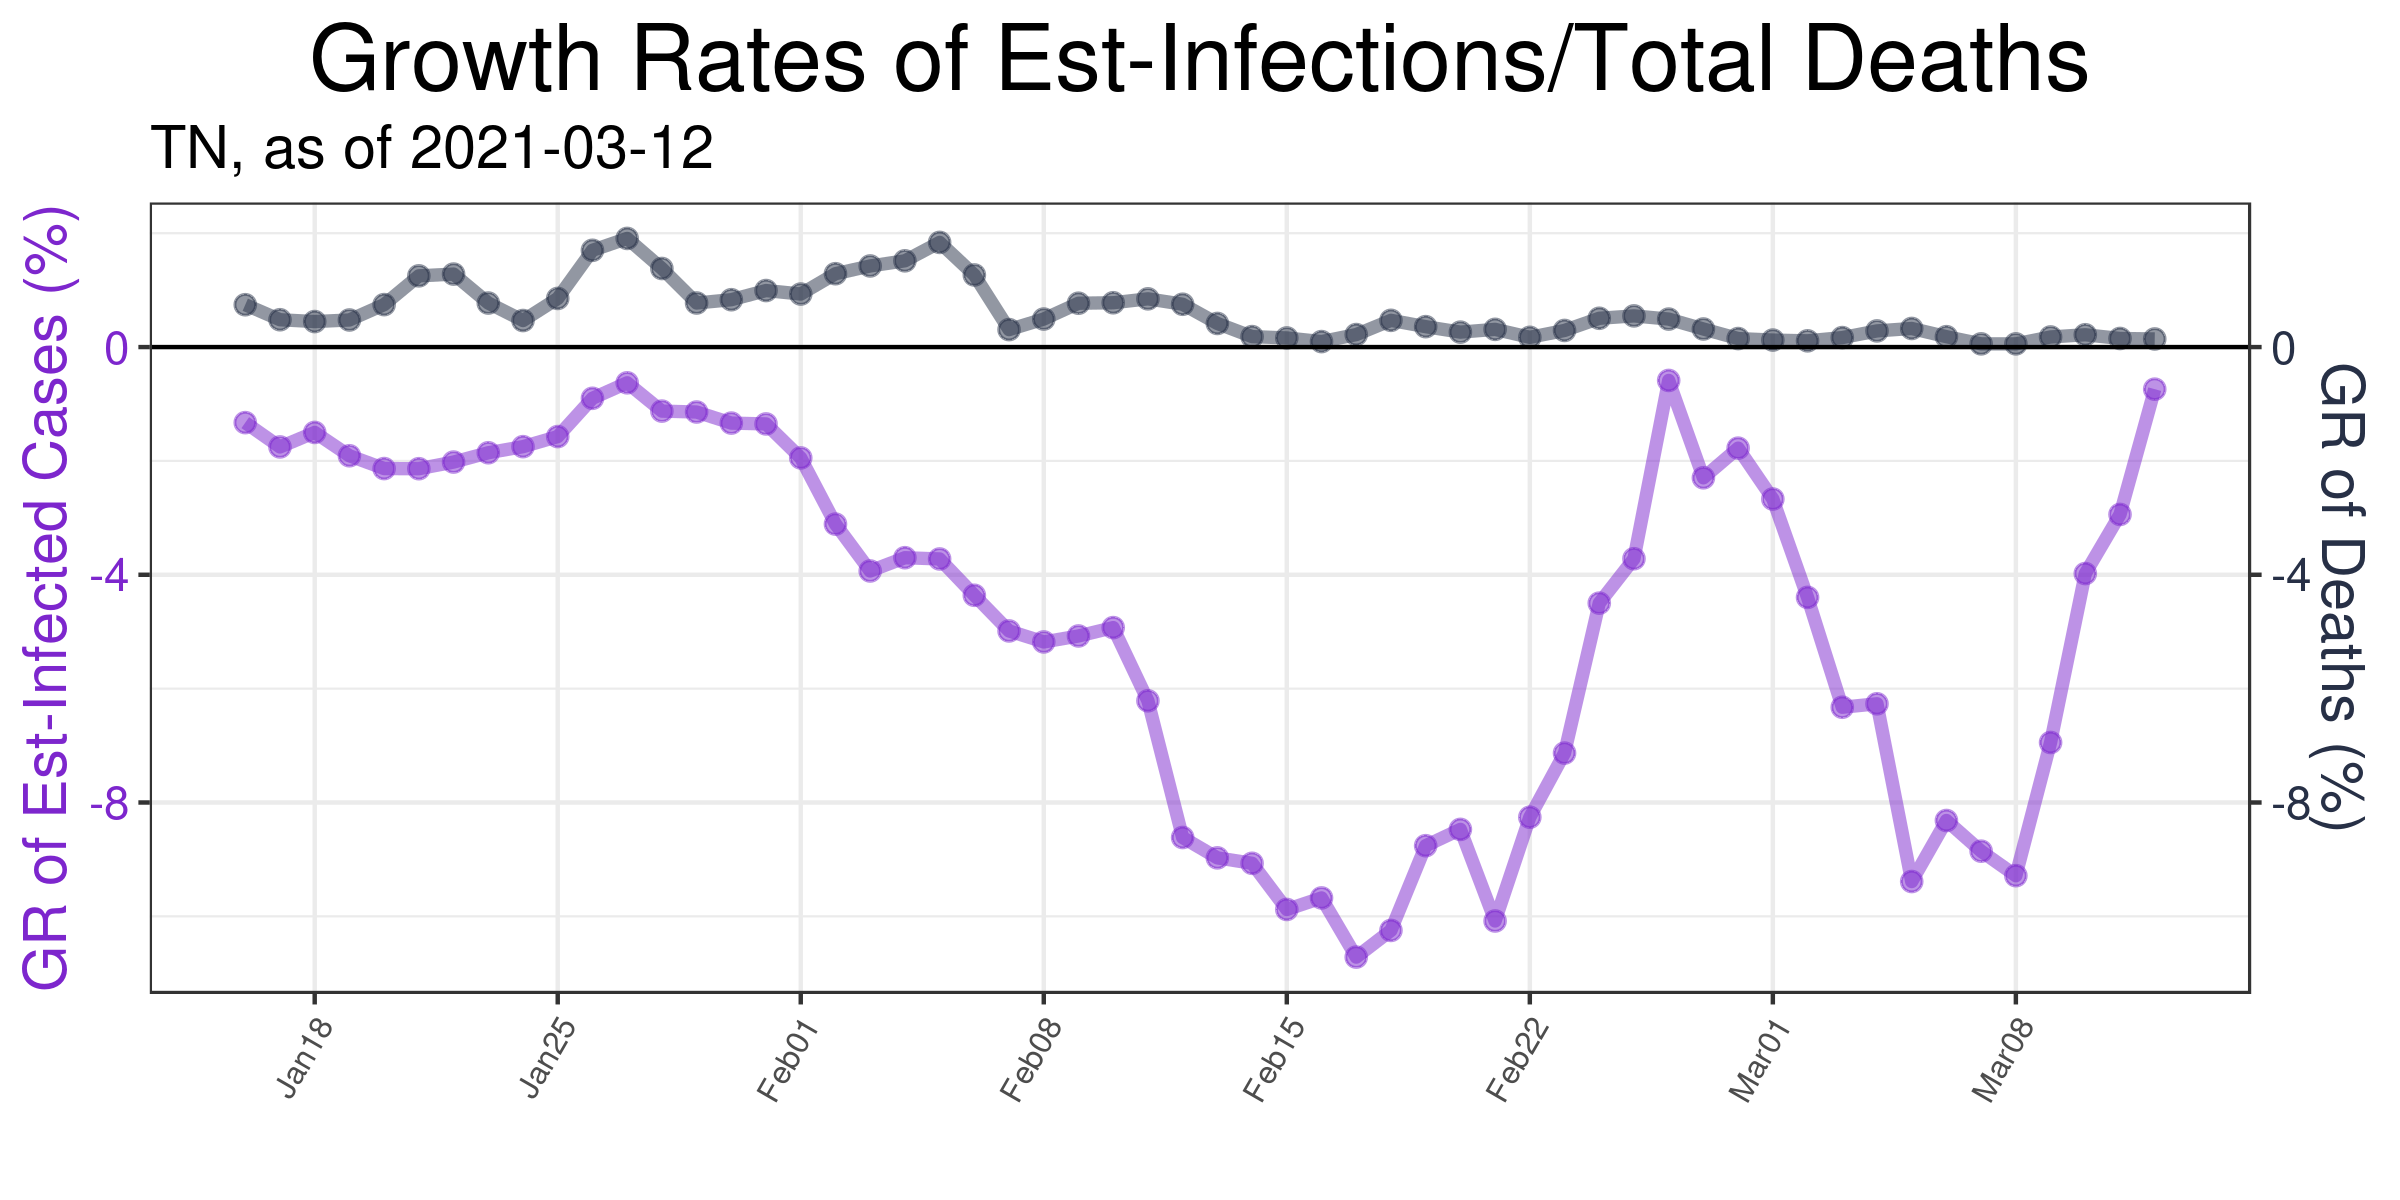 Growth Rates of Est-Infections/Total Deaths
TN, as of 2021-03-12
GR of Est-Infected Cases (%)
0
-4
-8
0
-4
-8
GR of Deaths (%)
Jan18
Jan25
Feb01
Feb08
Feb15
Feb22
Mar01
Mar08